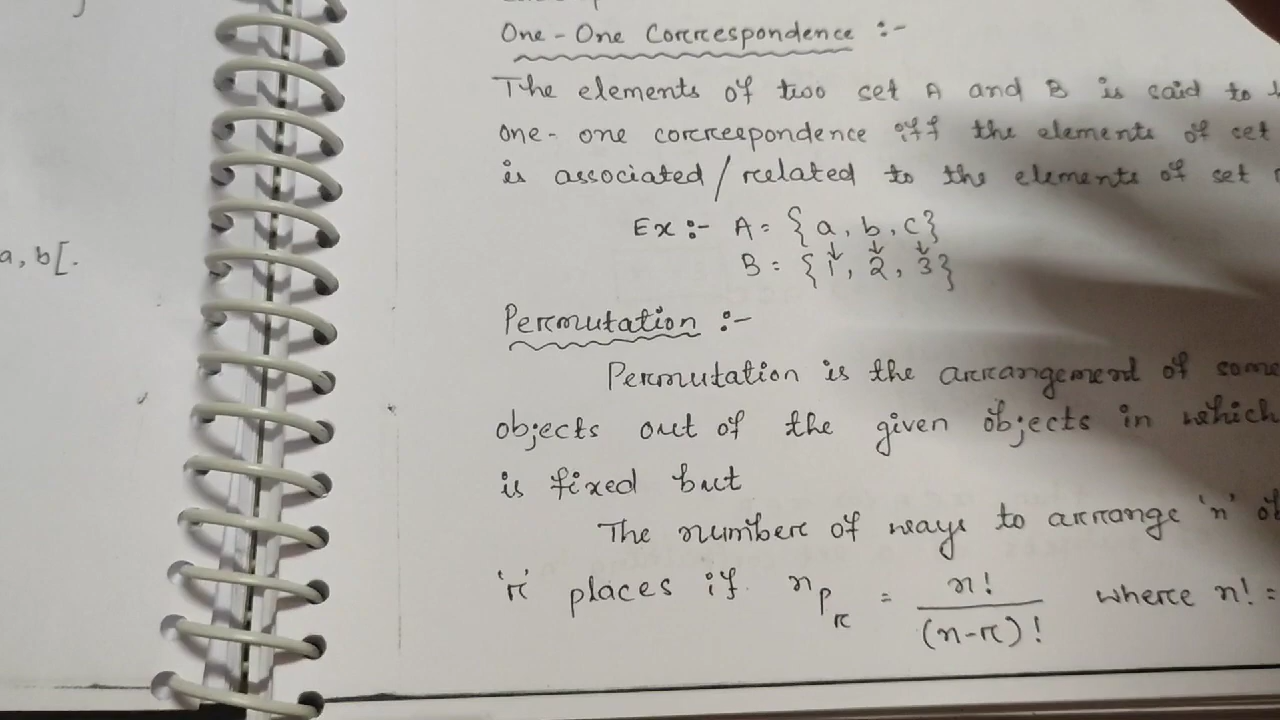 a, b[.
One-One Correspondence :-
The elements of two set A and B is said to
one-one correspondence iff the elements of set
is associated/related to the elements of set
Ex:- A = {a, b, c}
↓ ↓ ↓
B = {1, 2, 3}
Permutation :-
Permutation is the arrangement of some
objects out of the given objects in which
is fixed but
The number of ways to arrange 'n'
'r' places if. nPr = n!/(n-r)! where n! =